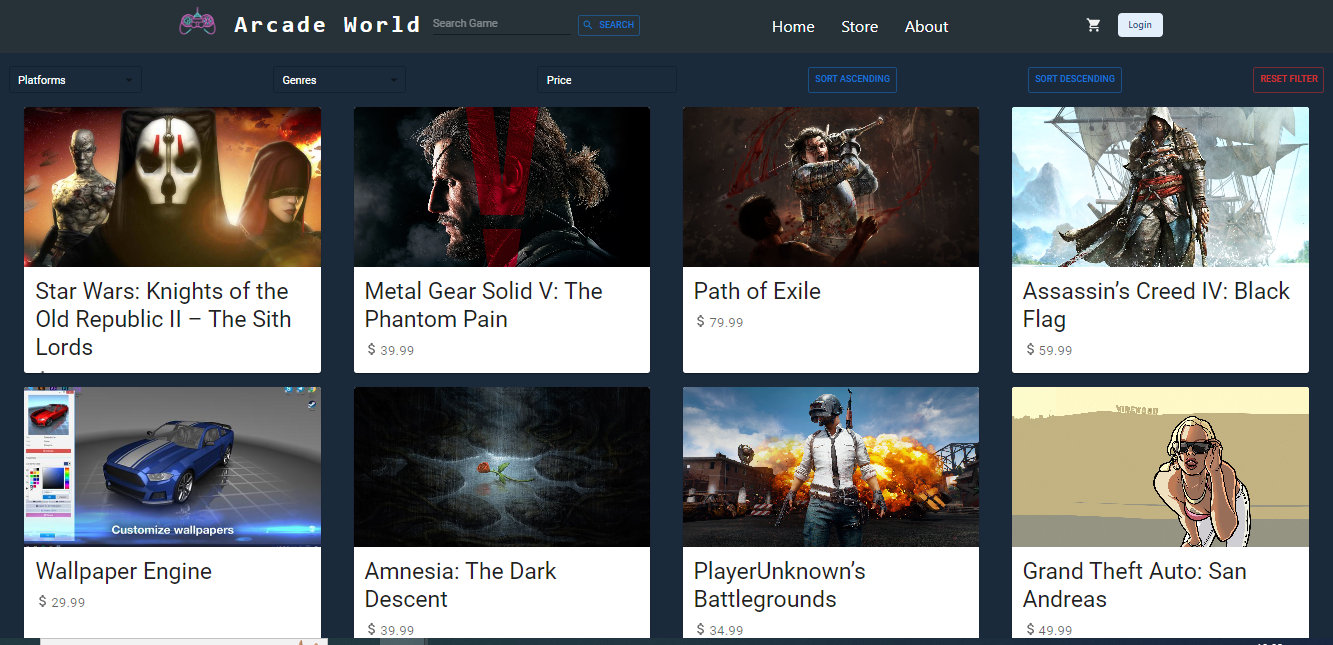 Arcade World
Search Game
SEARCH
Home
Store
About
Login
Platforms
Genres
Price
SORT ASCENDING
SORT DESCENDING
RESET FILTER
Star Wars: Knights of the
Old Republic II – The Sith
Lords
Metal Gear Solid V: The
Phantom Pain
$ 39.99
Path of Exile
$ 79.99
Assassin’s Creed IV: Black
Flag
$ 59.99
Customize wallpapers
VINEWOOD
Wallpaper Engine
$ 29.99
Amnesia: The Dark
Descent
$ 39.99
PlayerUnknown’s
Battlegrounds
$ 34.99
Grand Theft Auto: San
Andreas
$ 49.99